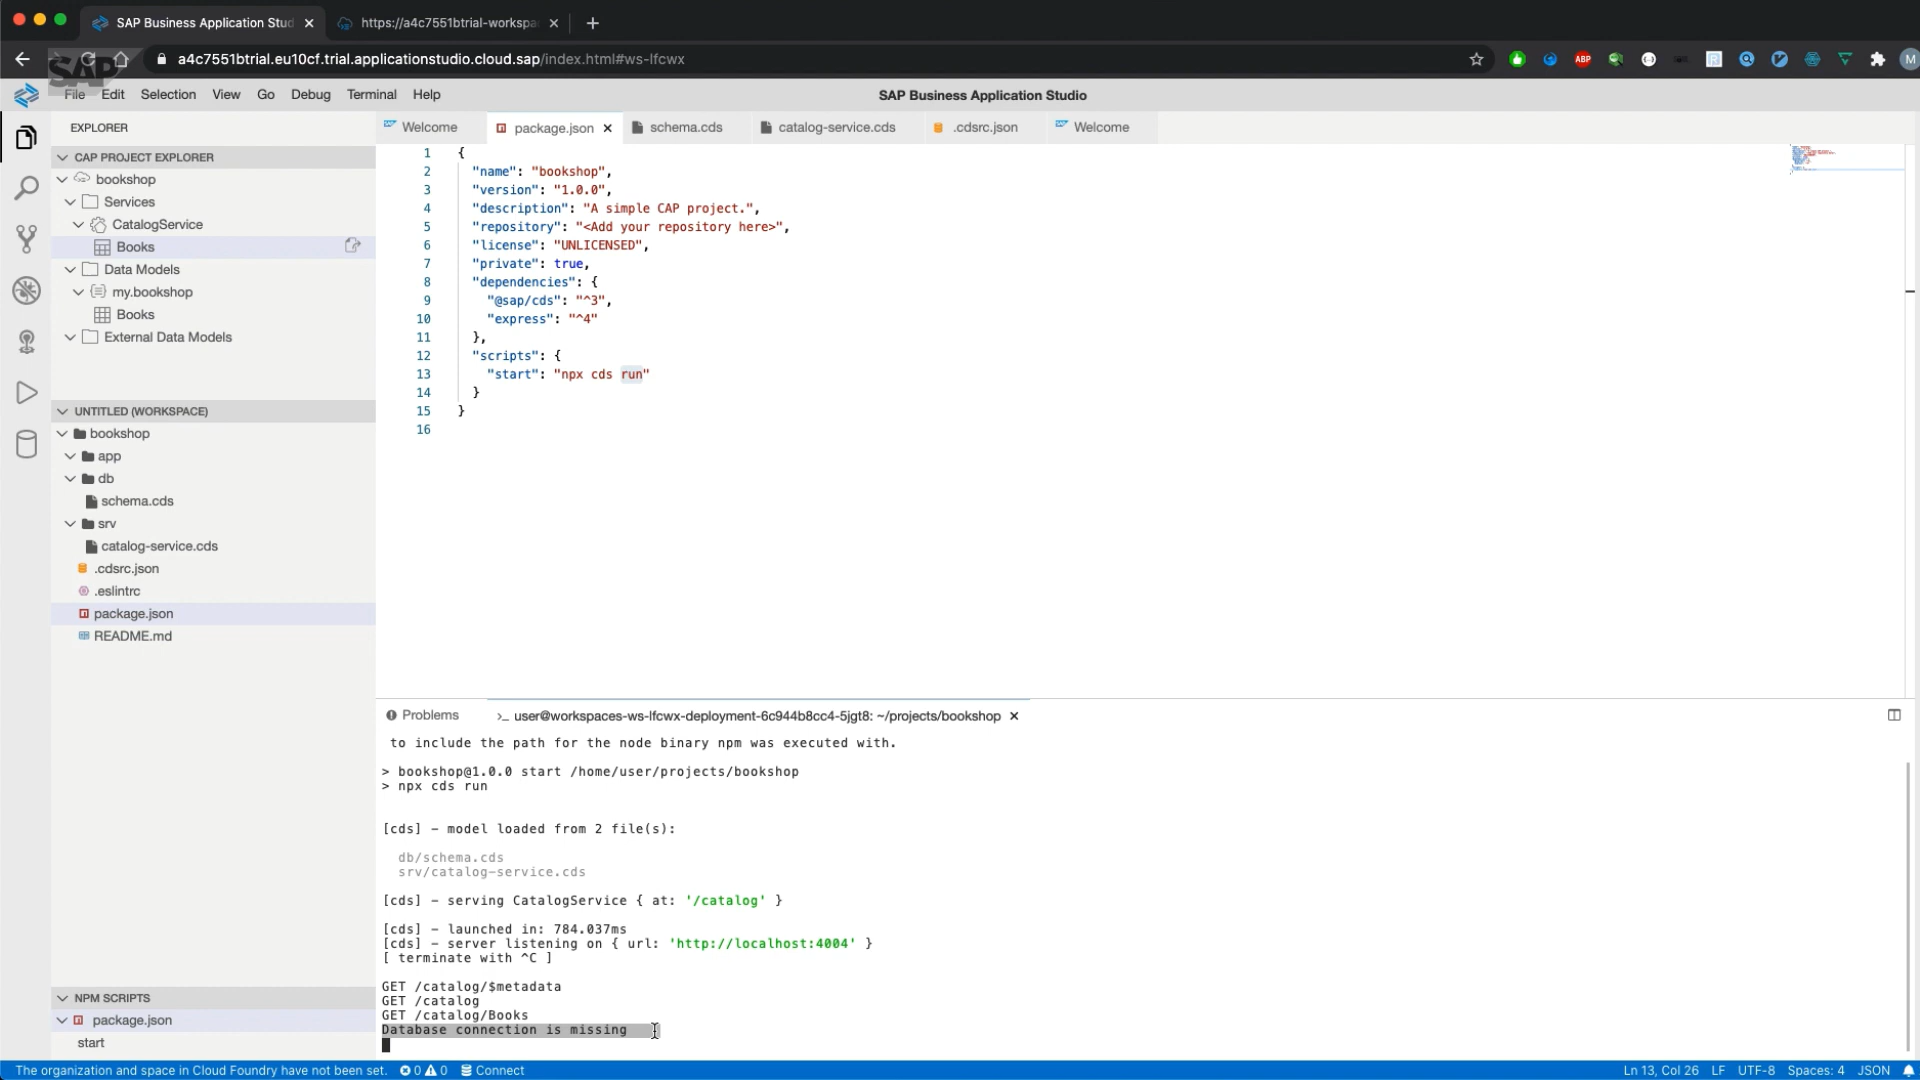 SAP Business Application Stud
https://a4c7551btrial-workspa
a4c7551btrial.eu10cf.trial.applicationstudio.cloud.sap/index.html#ws-lfcwx
ABP
M
SAP
File Edit Selection View Go Debug Terminal Help
SAP Business Application Studio
EXPLORER
Welcome
package.json
schema.cds
catalog-service.cds
.cdsrc.json
Welcome
CAP PROJECT EXPLORER
bookshop
Services
CatalogService
Books
Data Models
my.bookshop
Books
External Data Models
UNTITLED (WORKSPACE)
bookshop
app
db
schema.cds
srv
catalog-service.cds
.cdsrc.json
.eslintrc
package.json
README.md
NPM SCRIPTS
package.json
start
1 {
2 "name": "bookshop",
3 "version": "1.0.0",
4 "description": "A simple CAP project.",
5 "repository": "<Add your repository here>",
6 "license": "UNLICENSED",
7 "private": true,
8 "dependencies": {
9 "@sap/cds": "^3",
10 "express": "^4"
11 },
12 "scripts": {
13 "start": "npx cds run"
14 }
15 }
16
Problems
>_ user@workspaces-ws-lfcwx-deployment-6c944b8cc4-5jgt8: ~/projects/bookshop
to include the path for the node binary npm was executed with.
> bookshop@1.0.0 start /home/user/projects/bookshop
> npx cds run
[cds] - model loaded from 2 file(s):
db/schema.cds
srv/catalog-service.cds
[cds] - serving CatalogService { at: '/catalog' }
[cds] - launched in: 784.037ms
[cds] - server listening on { url: 'http://localhost:4004' }
[ terminate with ^C ]
GET /catalog/$metadata
GET /catalog
GET /catalog/Books
Database connection is missing
The organization and space in Cloud Foundry have not been set. 0 0 Connect
Ln 13, Col 26 LF UTF-8 Spaces: 4 JSON